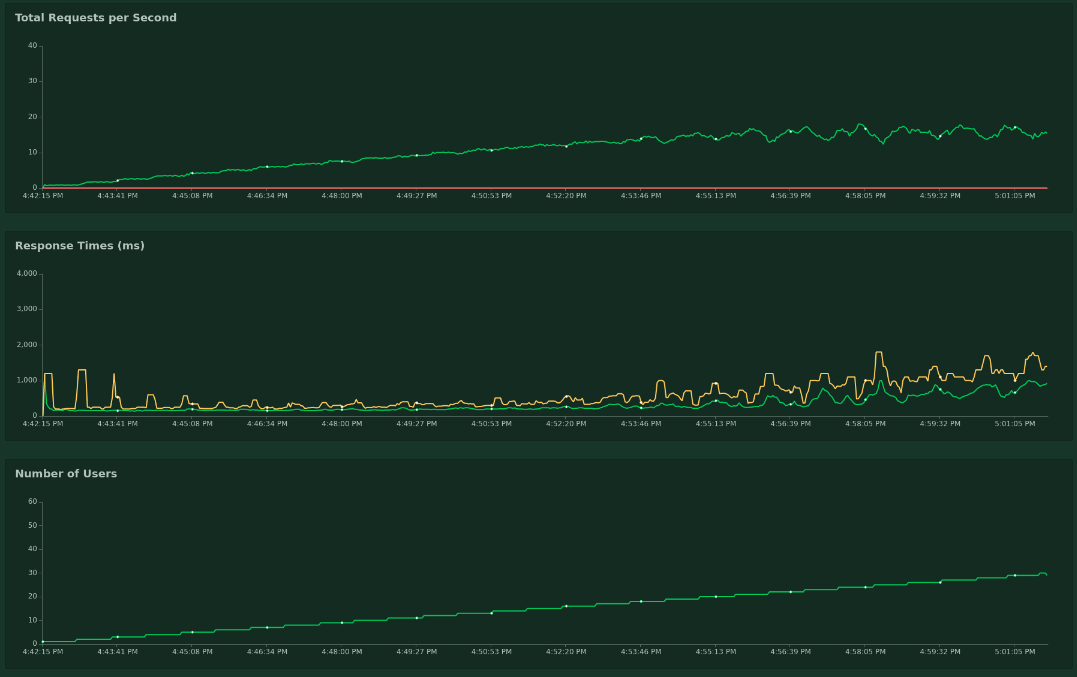 Total Requests per Second
40
30
20
10
0
4:42:15 PM 4:43:41 PM 4:45:08 PM 4:46:34 PM 4:48:00 PM 4:49:27 PM 4:50:53 PM 4:52:20 PM 4:53:46 PM 4:55:13 PM 4:56:39 PM 4:58:05 PM 4:59:32 PM 5:01:05 PM
Response Times (ms)
4,000
3,000
2,000
1,000
0
4:42:15 PM 4:43:41 PM 4:45:08 PM 4:46:34 PM 4:48:00 PM 4:49:27 PM 4:50:53 PM 4:52:20 PM 4:53:46 PM 4:55:13 PM 4:56:39 PM 4:58:05 PM 4:59:32 PM 5:01:05 PM
Number of Users
60
50
40
30
20
10
0
4:42:15 PM 4:43:41 PM 4:45:08 PM 4:46:34 PM 4:48:00 PM 4:49:27 PM 4:50:53 PM 4:52:20 PM 4:53:46 PM 4:55:13 PM 4:56:39 PM 4:58:05 PM 4:59:32 PM 5:01:05 PM